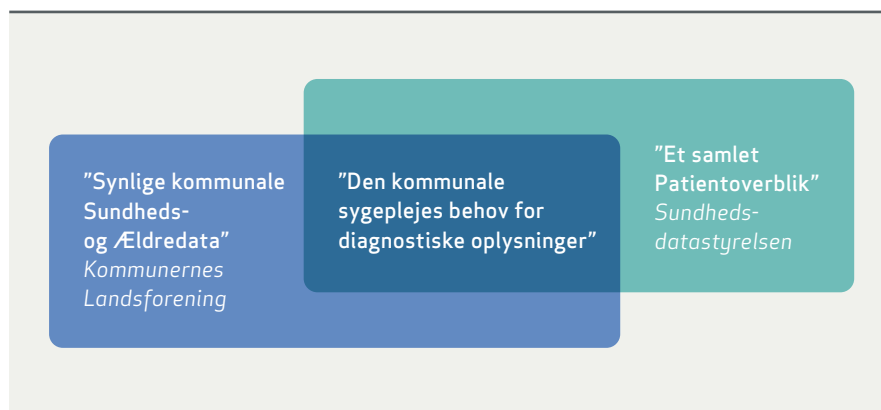 ”Synlige kommunale
Sundheds-
og Ældredata”
Kommunernes
Landsforening
”Den kommunale
sygeplejes behov for
diagnostiske oplysninger”
”Et samlet
Patientoverblik”
Sundheds-
datastyrelsen